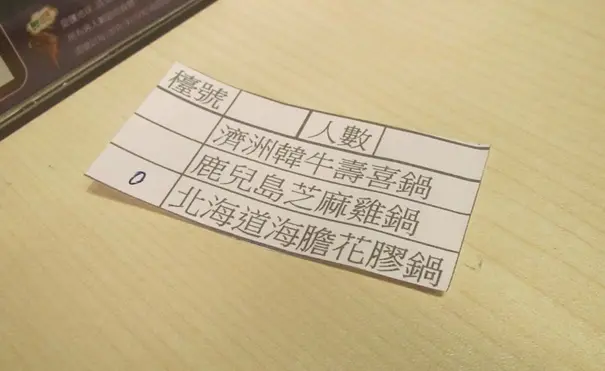 檯號 人數
濟洲韓牛壽喜鍋
鹿兒島芝麻雞鍋
O 北海道海膽花膠鍋